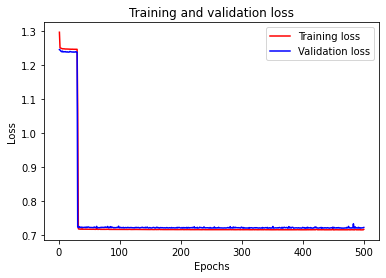 Training and validation loss
Training loss
Validation loss
Loss
1.3
1.2
1.1
1.0
0.9
0.8
0.7
0
100
200
300
400
500
Epochs